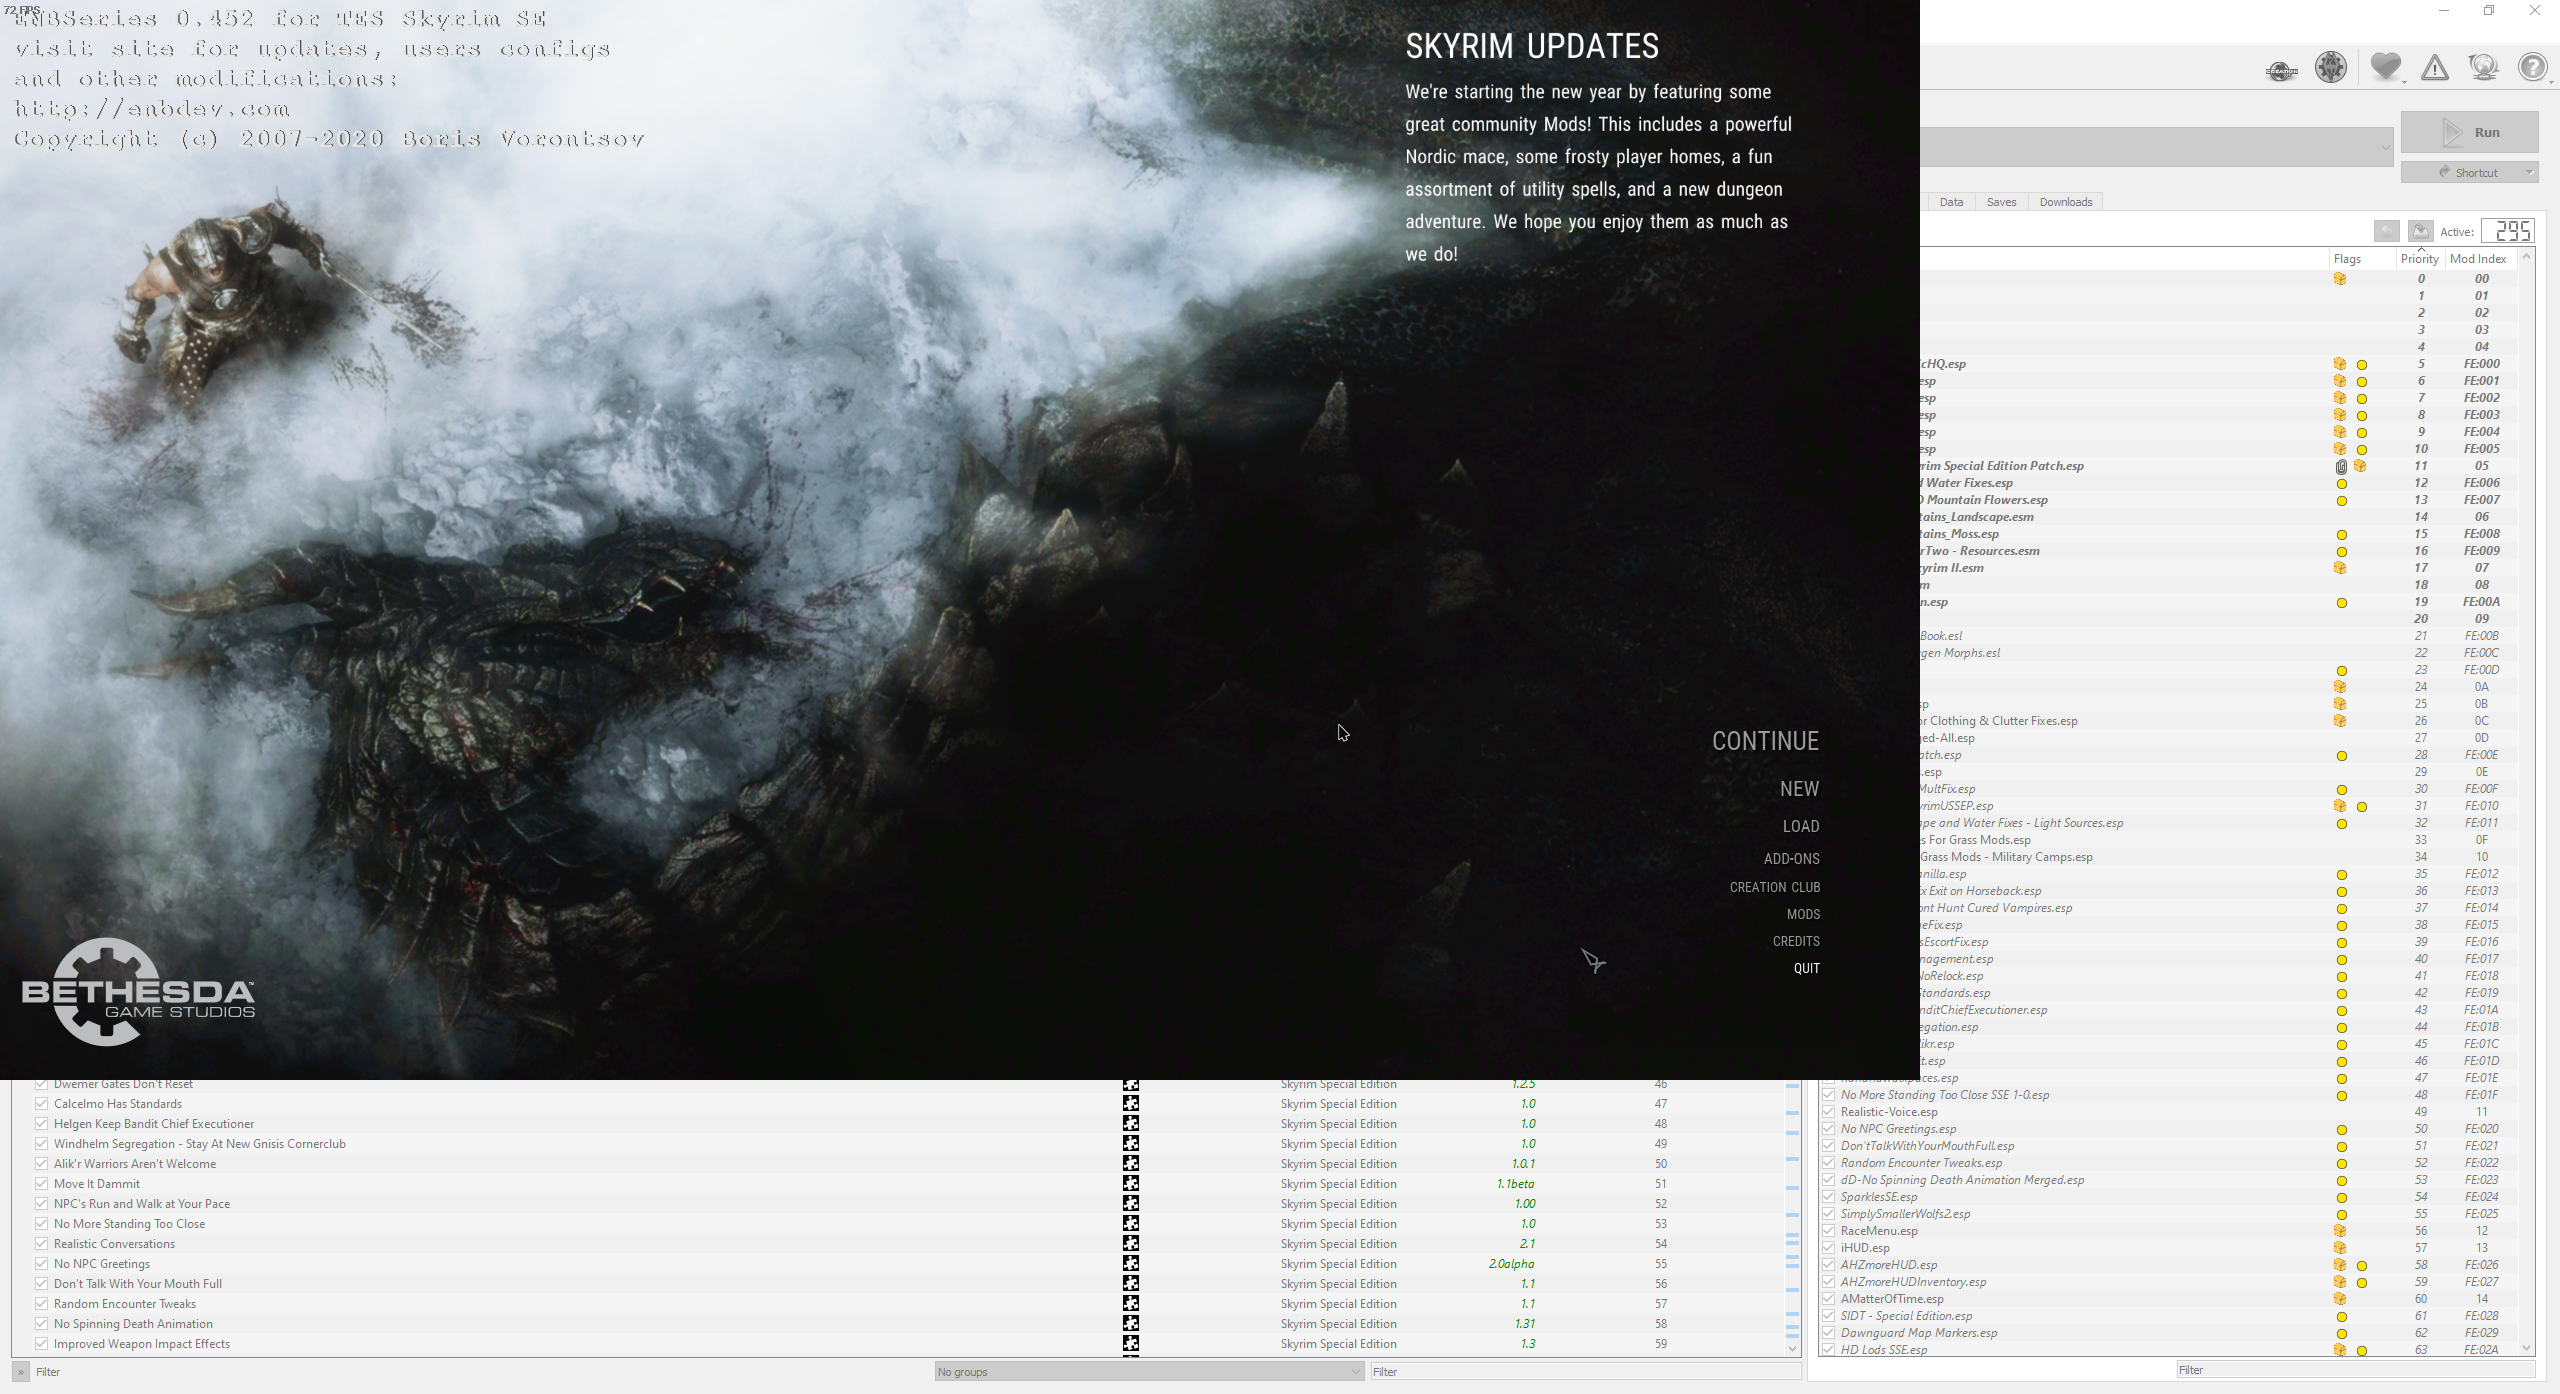 72 FPS
ENBSeries 0.452 for TES Skyrim SE
visit site for updates, users configs
and other modifications:
http://enbdev.com
Copyright (c) 2007-2020 Boris Vorontsov
SKYRIM UPDATES
We're starting the new year by featuring some
great community Mods! This includes a powerful
Nordic mace, some frosty player homes, a fun
assortment of utility spells, and a new dungeon
adventure. We hope you enjoy them as much as
we do!
CONTINUE
NEW
LOAD
ADD-ONS
CREATION CLUB
MODS
CREDITS
QUIT
BETHESDA
GAME STUDIOS
Run
Shortcut
Data Saves Downloads
Active: 295
Flags Priority Mod Index
0 00
1 01
2 02
3 03
4 04
cHQ.esp 5 FE:000
esp 6 FE:001
esp 7 FE:002
esp 8 FE:003
esp 9 FE:004
esp 10 FE:005
rim Special Edition Patch.esp 11 05
d Water Fixes.esp 12 FE:006
D Mountain Flowers.esp 13 FE:007
tains_Landscape.esm 14 06
tains_Moss.esp 15 FE:008
rTwo - Resources.esm 16 FE:009
yrim II.esm 17 07
m 18 08
n.esp 19 FE:00A
20 09
Book.esl 21 FE:00B
gen Morphs.esl 22 FE:00C
23 FE:00D
24 0A
sp 25 0B
or Clothing & Clutter Fixes.esp 26 0C
ed-All.esp 27 0D
atch.esp 28 FE:00E
.esp 29 0E
MultFix.esp 30 FE:00F
yrimUSSEP.esp 31 FE:010
ape and Water Fixes - Light Sources.esp 32 FE:011
s For Grass Mods.esp 33 0F
Grass Mods - Military Camps.esp 34 10
anilla.esp 35 FE:012
x Exit on Horseback.esp 36 FE:013
ont Hunt Cured Vampires.esp 37 FE:014
eFix.esp 38 FE:015
sEscortFix.esp 39 FE:016
nagement.esp 40 FE:017
NoRelock.esp 41 FE:018
Standards.esp 42 FE:019
nditChiefExecutioner.esp 43 FE:01A
egation.esp 44 FE:01B
likr.esp 45 FE:01C
it.esp 46 FE:01D
ces.esp 47 FE:01E
No More Standing Too Close SSE 1-0.esp 48 FE:01F
Realistic-Voice.esp 49 11
No NPC Greetings.esp 50 FE:020
Don'tTalkWithYourMouthFull.esp 51 FE:021
Random Encounter Tweaks.esp 52 FE:022
dD-No Spinning Death Animation Merged.esp 53 FE:023
SparklesSE.esp 54 FE:024
SimplySmallerWolfs2.esp 55 FE:025
RaceMenu.esp 56 12
iHUD.esp 57 13
AHZmoreHUD.esp 58 FE:026
AHZmoreHUDInventory.esp 59 FE:027
AMatterOfTime.esp 60 14
SIDT - Special Edition.esp 61 FE:028
Dawnguard Map Markers.esp 62 FE:029
HD Lods SSE.esp 63 FE:02A
Filter
Dwemer Gates Don't Reset Skyrim Special Edition 1.2.5 46
Calcelmo Has Standards Skyrim Special Edition 1.0 47
Helgen Keep Bandit Chief Executioner Skyrim Special Edition 1.0 48
Windhelm Segregation - Stay At New Gnisis Cornerclub Skyrim Special Edition 1.0 49
Alik'r Warriors Aren't Welcome Skyrim Special Edition 1.0.1 50
Move It Dammit Skyrim Special Edition 1.1beta 51
NPC's Run and Walk at Your Pace Skyrim Special Edition 1.00 52
No More Standing Too Close Skyrim Special Edition 1.0 53
Realistic Conversations Skyrim Special Edition 2.1 54
No NPC Greetings Skyrim Special Edition 2.0alpha 55
Don't Talk With Your Mouth Full Skyrim Special Edition 1.1 56
Random Encounter Tweaks Skyrim Special Edition 1.1 57
No Spinning Death Animation Skyrim Special Edition 1.31 58
Improved Weapon Impact Effects Skyrim Special Edition 1.3 59
» Filter No groups Filter